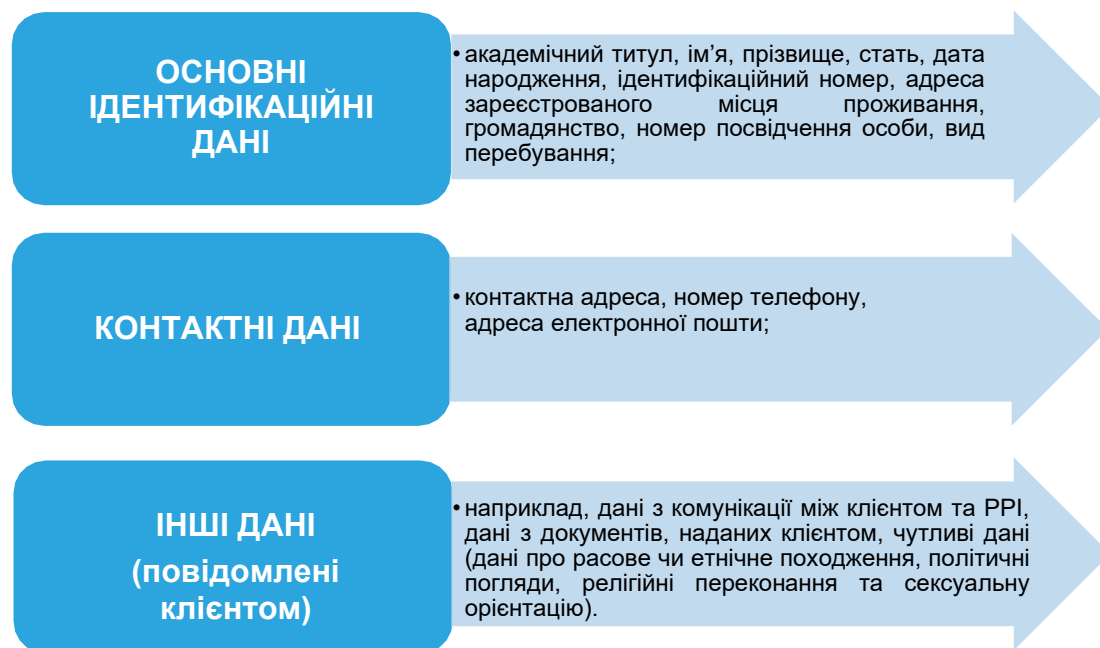 ОСНОВНІ
ІДЕНТИФІКАЦІЙНІ
ДАНІ
• академічний титул, ім’я, прізвище, стать, дата
народження, ідентифікаційний номер, адреса
зареєстрованого місця проживання,
громадянство, номер посвідчення особи, вид
перебування;
КОНТАКТНІ ДАНІ
• контактна адреса, номер телефону,
адреса електронної пошти;
ІНШІ ДАНІ
(повідомлені
клієнтом)
• наприклад, дані з комунікації між клієнтом та PPI,
дані з документів, наданих клієнтом, чутливі дані
(дані про расове чи етнічне походження, політичні
погляди, релігійні переконання та сексуальну
орієнтацію).